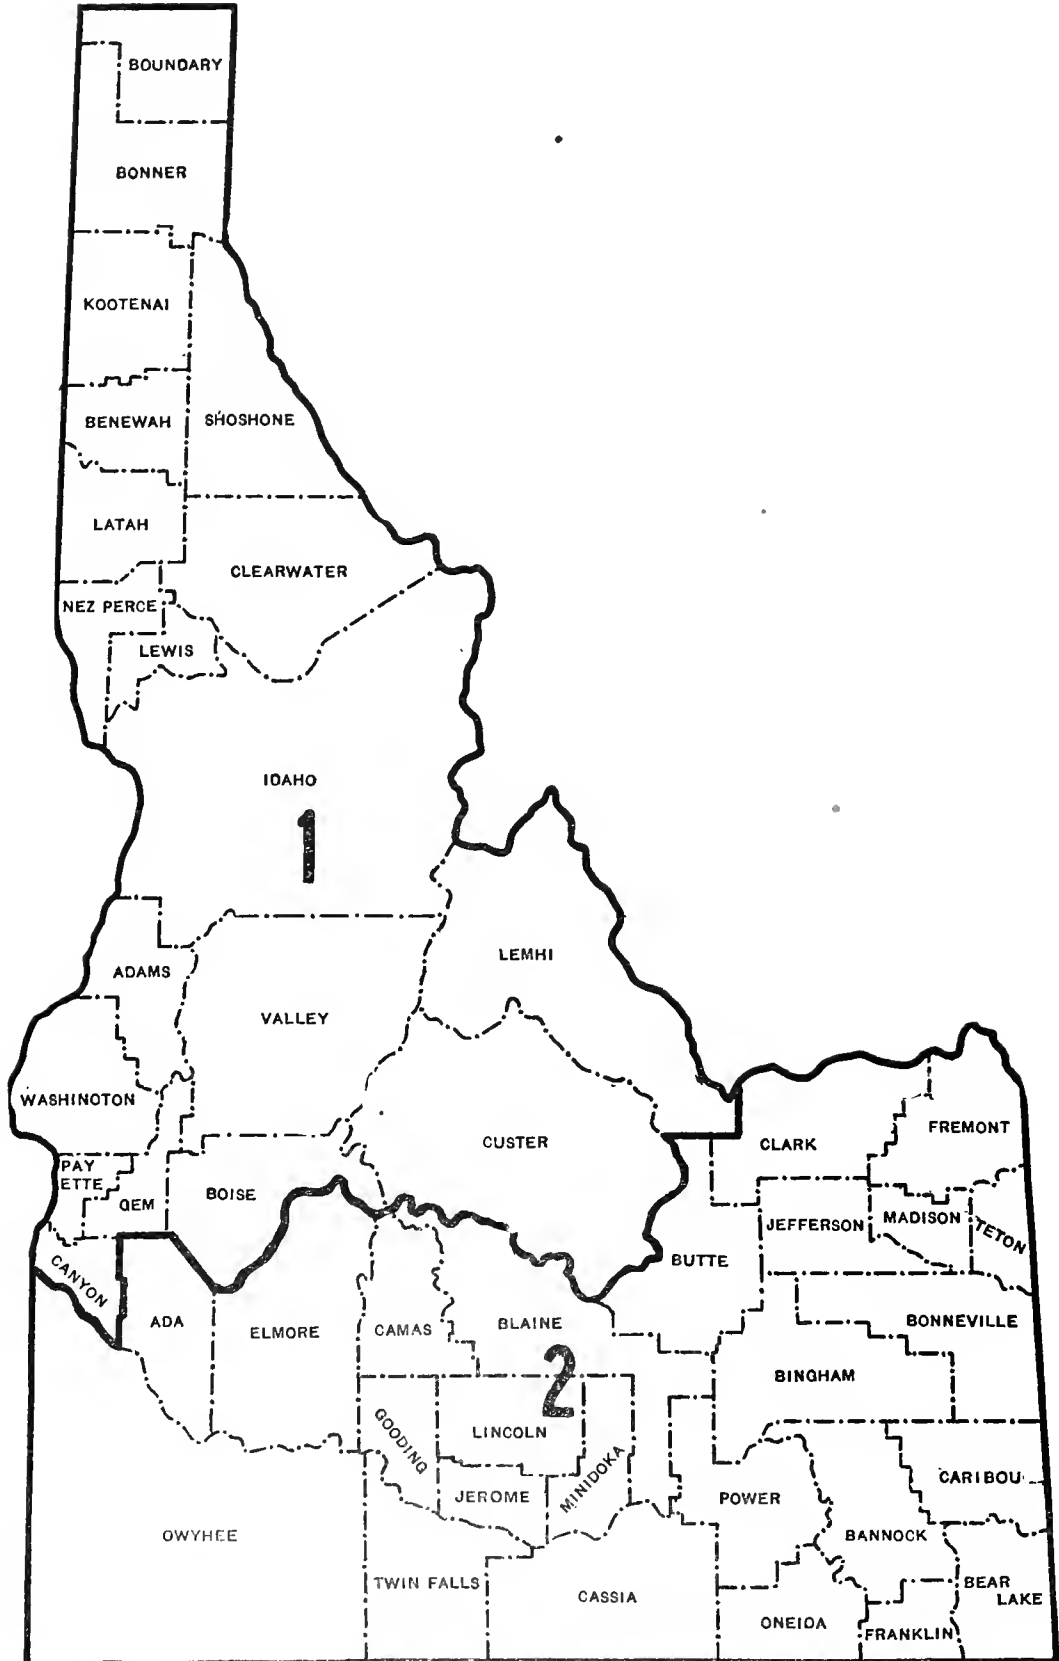 BOUNDARY
BONNER
KOOTENAI
BENEWAH
SHOSHONE
LATAH
CLEARWATER
NEZ PERCE
LEWIS
IDAHO
1
LEMHI
ADAMS
VALLEY
WASHINGTON
CUSTER
CLARK
FREMONT
PAY
ETTE
GEM
BOISE
JEFFERSON
MADISON
TETON
BUTTE
CANYON
ADA
ELMORE
CAMAS
BLAINE
BONNEVILLE
2
BINGHAM
GOODING
LINCOLN
MINIDOKA
JEROME
POWER
CARIBOU
OWYHEE
BANNOCK
TWIN FALLS
CASSIA
BEAR
LAKE
ONEIDA
FRANKLIN